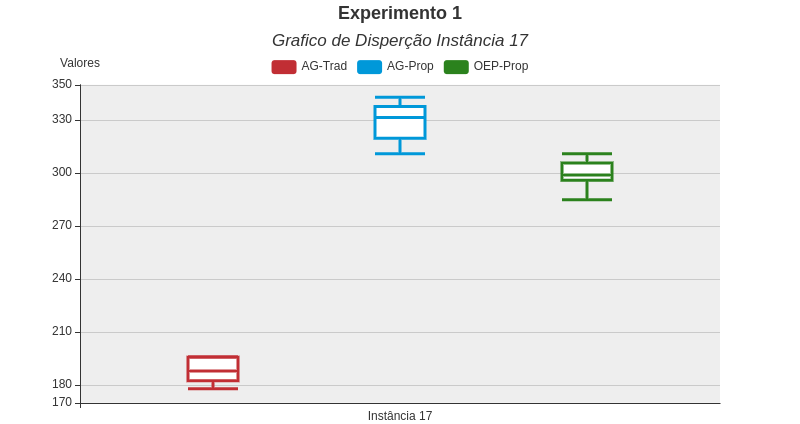 Experimento 1
Grafico de Disperção Instância 17
Valores
AG-Trad AG-Prop OEP-Prop
350
330
300
270
240
210
180
170
Instância 17